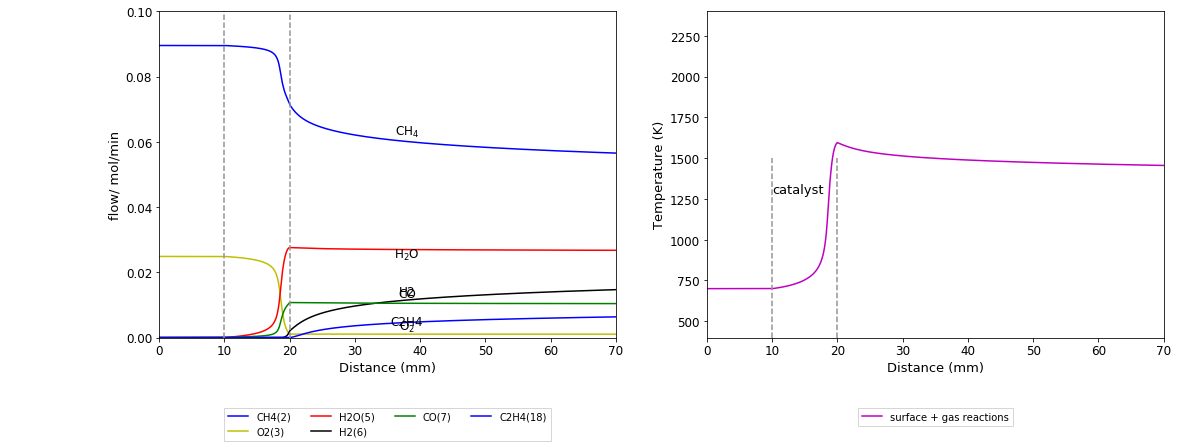 0.10
0.08
0.06
0.04
0.02
0.00
flow/ mol/min
CH4
H2O
H2
CO
C2H4
O2
0 10 20 30 40 50 60 70
Distance (mm)
CH4(2) H2O(5) CO(7) C2H4(18)
O2(3) H2(6)
2250
2000
1750
1500
1250
1000
750
500
Temperature (K)
catalyst
0 10 20 30 40 50 60 70
Distance (mm)
surface + gas reactions